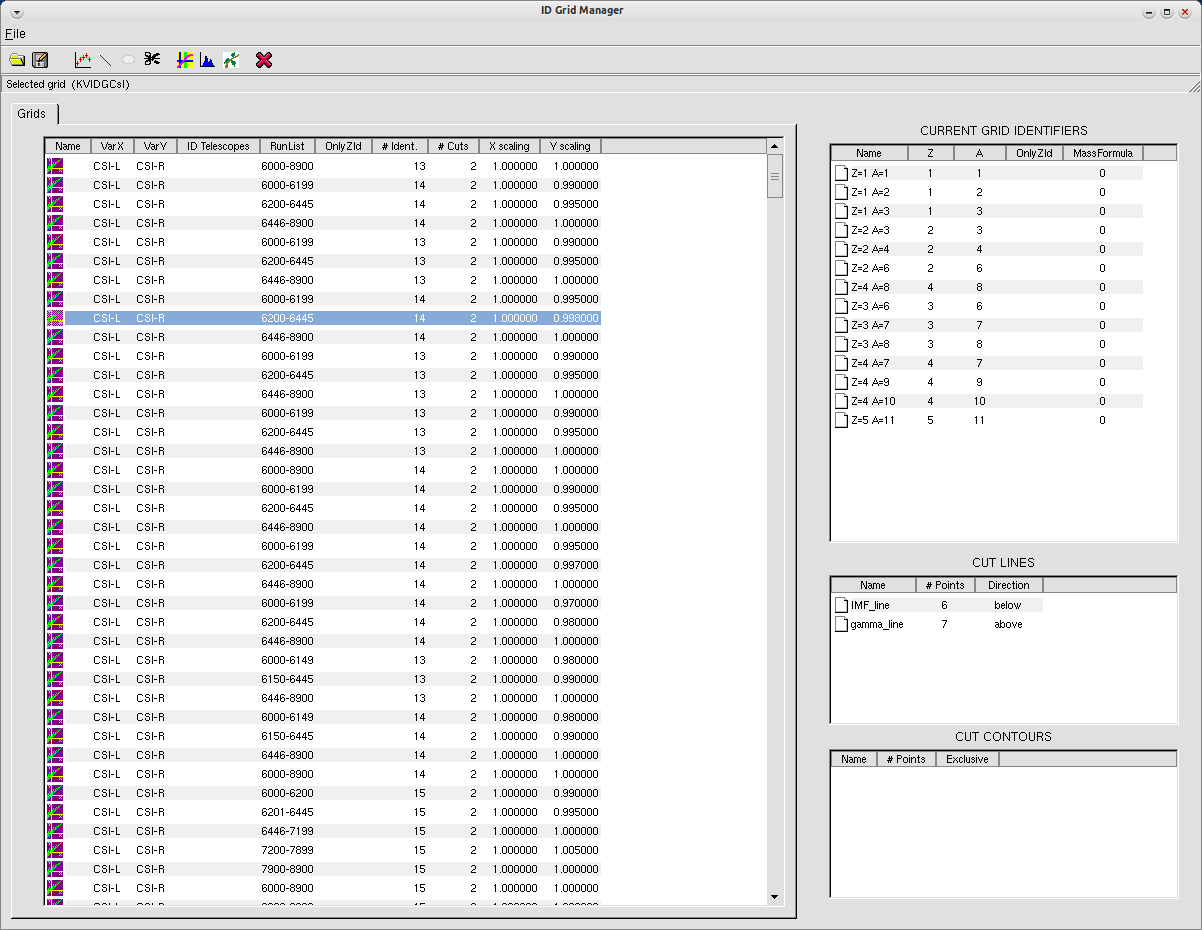 ID Grid Manager
File
Selected grid (KVIDGCsI)
Grids
Name VarX VarY ID Telescopes RunList OnlyZId # Ident. # Cuts X scaling Y scaling
CSI-L CSI-R 6000-8900 13 2 1.000000 1.000000
CSI-L CSI-R 6000-6199 14 2 1.000000 0.990000
CSI-L CSI-R 6200-6445 14 2 1.000000 0.995000
CSI-L CSI-R 6446-8900 14 2 1.000000 1.000000
CSI-L CSI-R 6000-6199 13 2 1.000000 0.990000
CSI-L CSI-R 6200-6445 13 2 1.000000 0.995000
CSI-L CSI-R 6446-8900 13 2 1.000000 1.000000
CSI-L CSI-R 6000-6199 14 2 1.000000 0.995000
CSI-L CSI-R 6200-6445 14 2 1.000000 0.998000
CSI-L CSI-R 6446-8900 14 2 1.000000 1.000000
CSI-L CSI-R 6000-6199 13 2 1.000000 0.990000
CSI-L CSI-R 6200-6445 13 2 1.000000 0.995000
CSI-L CSI-R 6446-8900 13 2 1.000000 1.000000
CSI-L CSI-R 6000-6199 13 2 1.000000 0.990000
CSI-L CSI-R 6200-6445 13 2 1.000000 0.995000
CSI-L CSI-R 6446-8900 13 2 1.000000 1.000000
CSI-L CSI-R 6000-8900 14 2 1.000000 1.000000
CSI-L CSI-R 6000-6199 14 2 1.000000 0.990000
CSI-L CSI-R 6200-6445 14 2 1.000000 0.995000
CSI-L CSI-R 6446-8900 14 2 1.000000 1.000000
CSI-L CSI-R 6000-6199 14 2 1.000000 0.995000
CSI-L CSI-R 6200-6445 14 2 1.000000 0.997000
CSI-L CSI-R 6446-8900 14 2 1.000000 1.000000
CSI-L CSI-R 6000-6199 14 2 1.000000 0.970000
CSI-L CSI-R 6200-6445 14 2 1.000000 0.980000
CSI-L CSI-R 6446-8900 14 2 1.000000 1.000000
CSI-L CSI-R 6000-6149 13 2 1.000000 0.980000
CSI-L CSI-R 6150-6445 13 2 1.000000 0.990000
CSI-L CSI-R 6446-8900 13 2 1.000000 1.000000
CSI-L CSI-R 6000-6149 14 2 1.000000 0.980000
CSI-L CSI-R 6150-6445 14 2 1.000000 0.990000
CSI-L CSI-R 6446-8900 14 2 1.000000 1.000000
CSI-L CSI-R 6000-8900 14 2 1.000000 1.000000
CSI-L CSI-R 6000-6200 15 2 1.000000 0.990000
CSI-L CSI-R 6201-6445 15 2 1.000000 0.995000
CSI-L CSI-R 6446-7199 15 2 1.000000 1.000000
CSI-L CSI-R 7200-7899 15 2 1.000000 1.005000
CSI-L CSI-R 7900-8900 15 2 1.000000 1.000000
CSI-L CSI-R 6000-8900 15 2 1.000000 1.000000
CURRENT GRID IDENTIFIERS
Name Z A OnlyZId MassFormula
Z=1 A=1 1 1 0
Z=1 A=2 1 2 0
Z=1 A=3 1 3 0
Z=2 A=3 2 3 0
Z=2 A=4 2 4 0
Z=2 A=6 2 6 0
Z=4 A=8 4 8 0
Z=3 A=6 3 6 0
Z=3 A=7 3 7 0
Z=3 A=8 3 8 0
Z=4 A=7 4 7 0
Z=4 A=9 4 9 0
Z=4 A=10 4 10 0
Z=5 A=11 5 11 0
CUT LINES
Name # Points Direction
IMF_line 6 below
gamma_line 7 above
CUT CONTOURS
Name # Points Exclusive